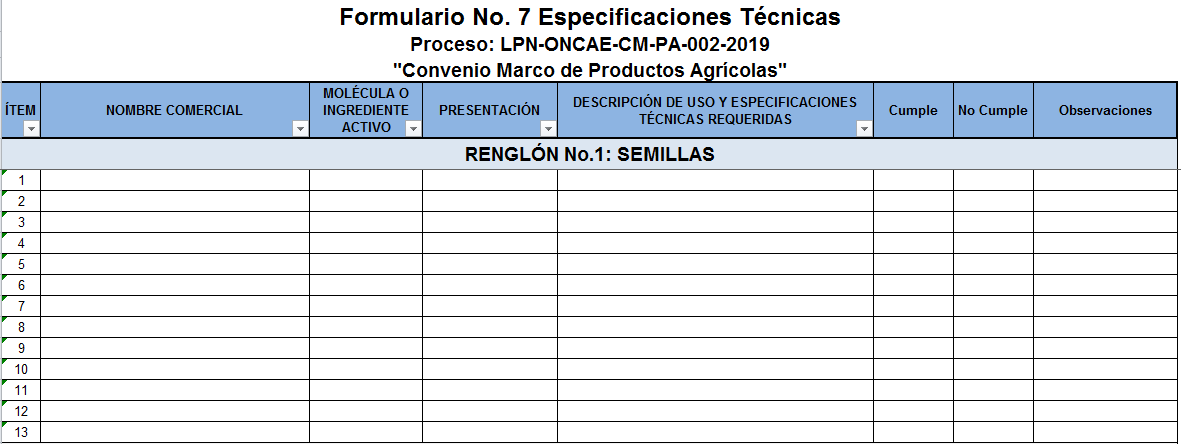 Formulario No. 7 Especificaciones Técnicas
Proceso: LPN-ONCAE-CM-PA-002-2019
"Convenio Marco de Productos Agrícolas"
ÍTEM
NOMBRE COMERCIAL
MOLÉCULA O
INGREDIENTE
ACTIVO
PRESENTACIÓN
DESCRIPCIÓN DE USO Y ESPECIFICACIONES
TÉCNICAS REQUERIDAS
Cumple
No Cumple
Observaciones
RENGLÓN No.1: SEMILLAS
1
2
3
4
5
6
7
8
9
10
11
12
13